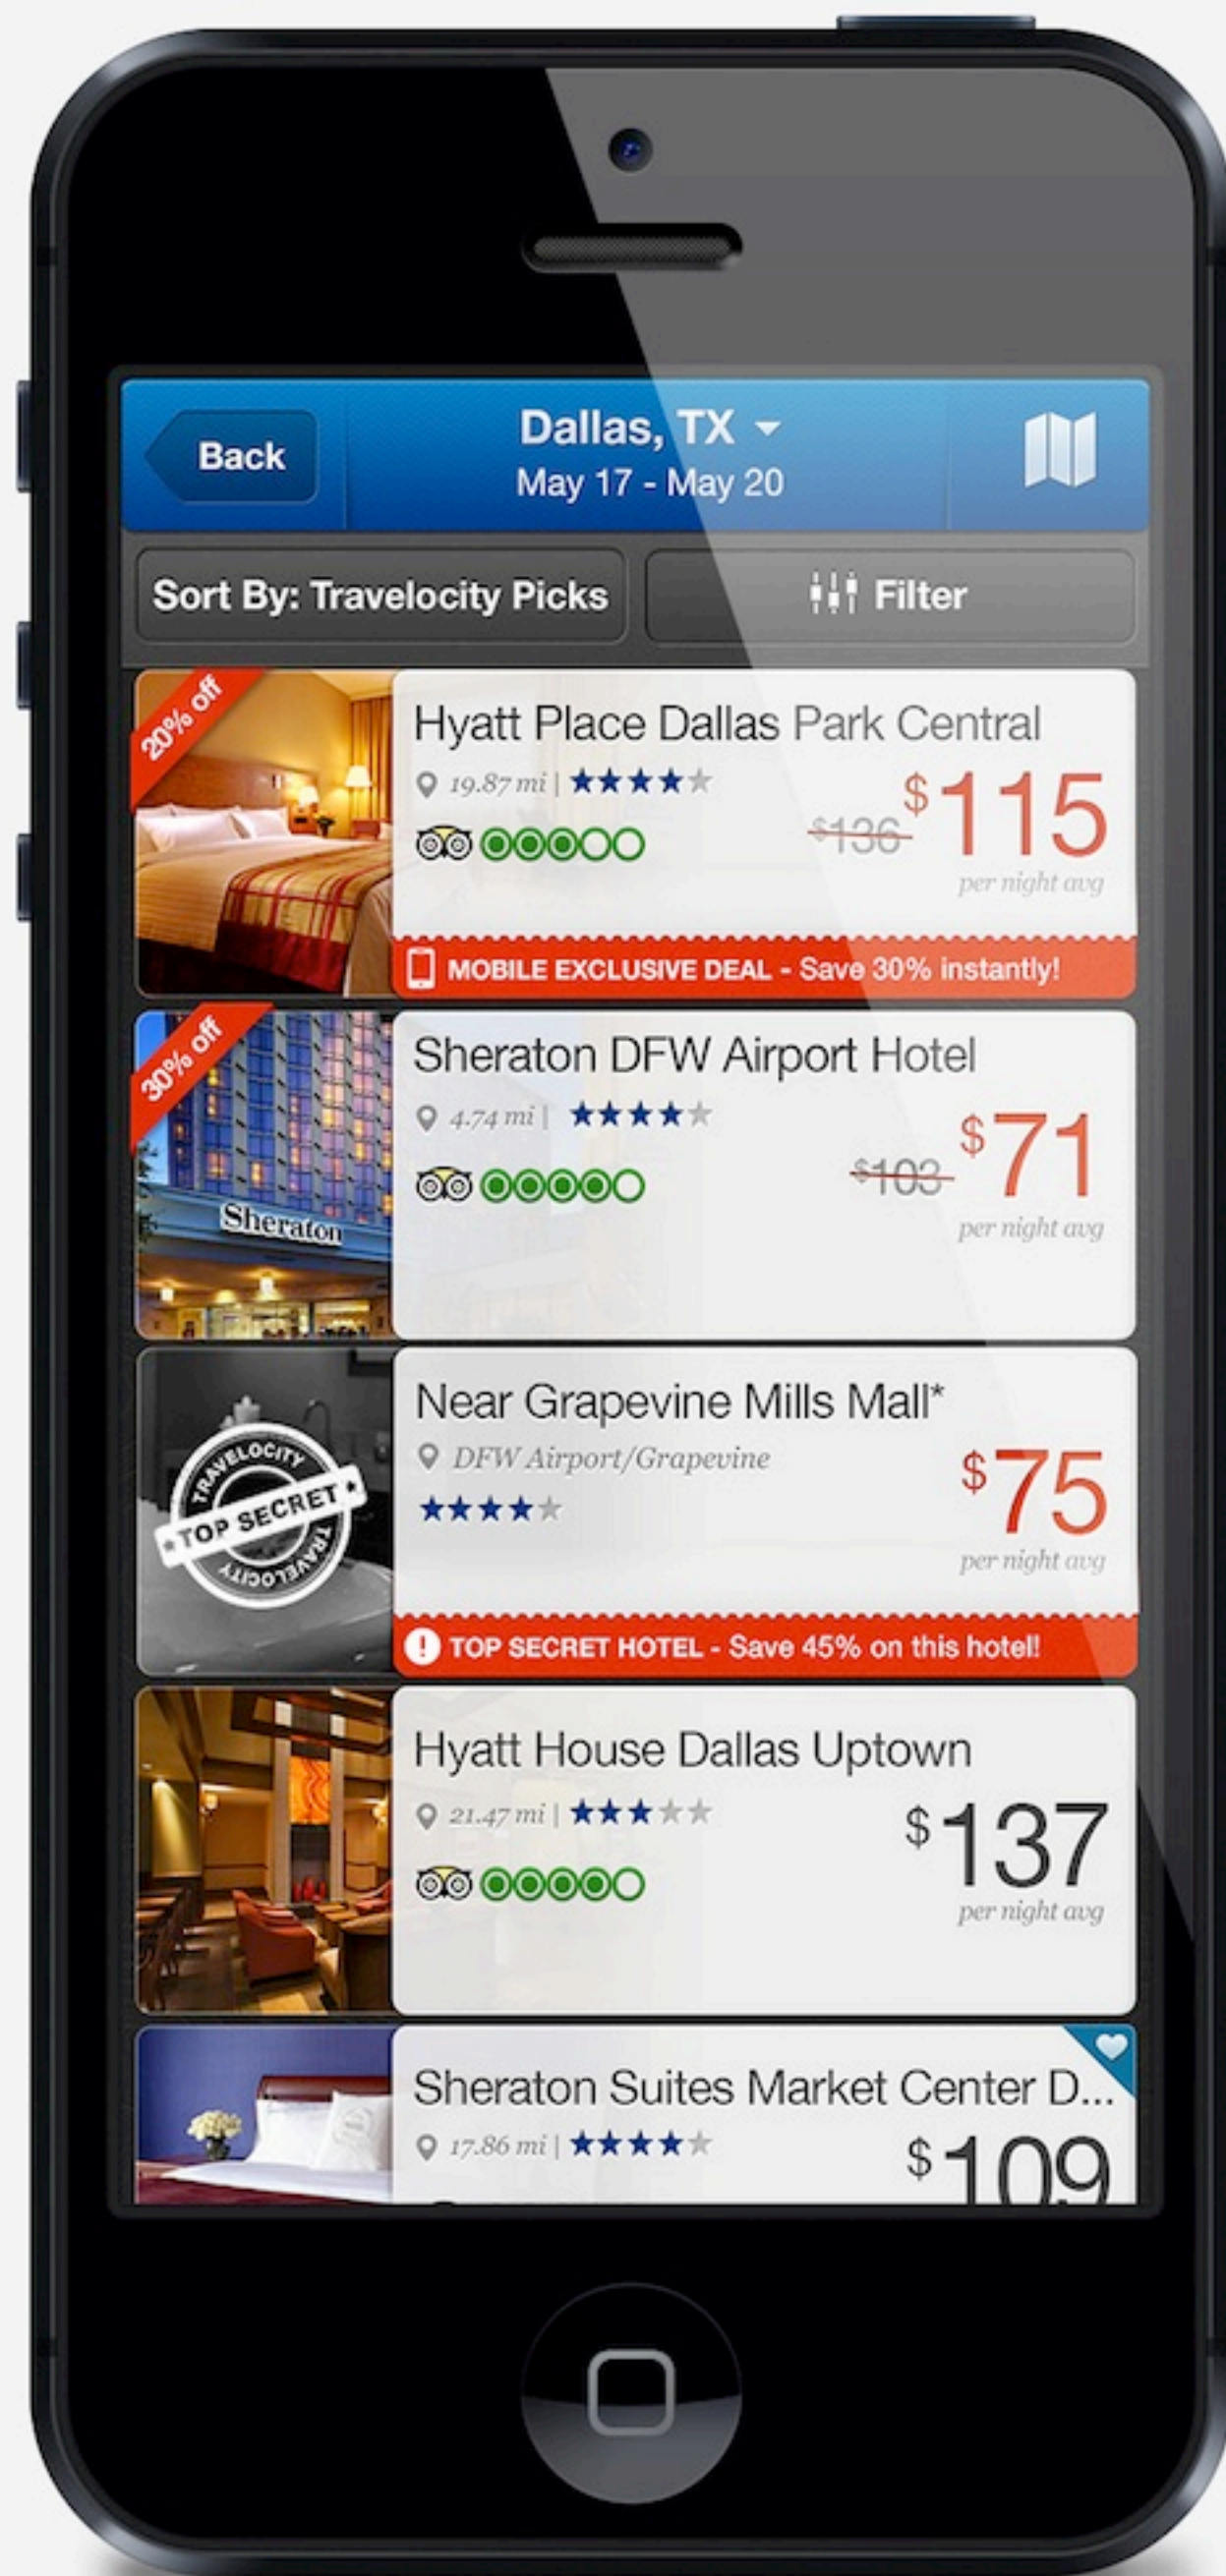 Back
Dallas, TX
May 17 - May 20
Sort By: Travelocity Picks
Filter
20% off
Hyatt Place Dallas Park Central
19.87 mi |
$136 $115
per night avg
MOBILE EXCLUSIVE DEAL - Save 30% instantly!
30% off
Sheraton
Sheraton DFW Airport Hotel
4.74 mi |
$103 $71
per night avg
TRAVELOCITY
TOP SECRET
TRAVELOCITY
Near Grapevine Mills Mall*
DFW Airport/Grapevine
$75
per night avg
TOP SECRET HOTEL - Save 45% on this hotel!
Hyatt House Dallas Uptown
21.47 mi |
$137
per night avg
Sheraton Suites Market Center D...
17.86 mi |
$109